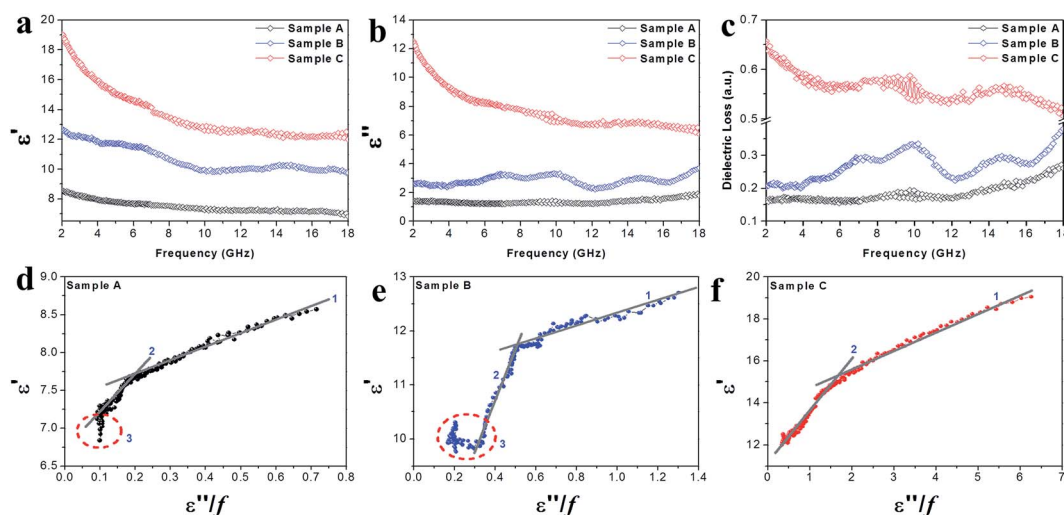 a
20
18
16
14
12
10
8
ε'
2 4 6 8 10 12 14 16 18
Frequency (GHz)
Sample A
Sample B
Sample C
b
14
12
10
8
6
4
2
0
ε''
2 4 6 8 10 12 14 16 18
Frequency (GHz)
Sample A
Sample B
Sample C
c
0.7
0.6
0.5
0.4
0.3
0.2
0.1
Dielectric Loss (a.u.)
2 4 6 8 10 12 14 16 18
Frequency (GHz)
Sample A
Sample B
Sample C
d
Sample A
9.0
8.5
8.0
7.5
7.0
6.5
ε'
1
2
3
0.0 0.1 0.2 0.3 0.4 0.5 0.6 0.7 0.8
ε''/f
e
Sample B
13
12
11
10
9
ε'
1
2
3
0.0 0.2 0.4 0.6 0.8 1.0 1.2 1.4
ε''/f
f
Sample C
20
18
16
14
12
10
ε'
1
2
0 1 2 3 4 5 6 7
ε''/f